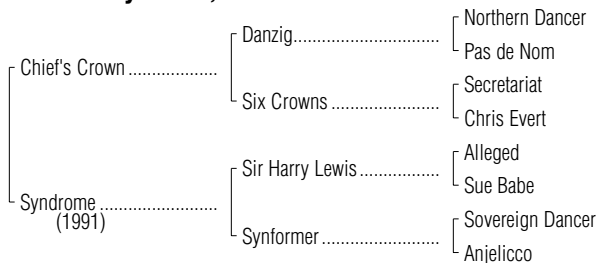 Northern Dancer
Danzig
Pas de Nom
Chief's Crown
Secretariat
Six Crowns
Chris Evert
Alleged
Sir Harry Lewis
Sue Babe
Syndrome
(1991)
Sovereign Dancer
Synformer
Anjelicco